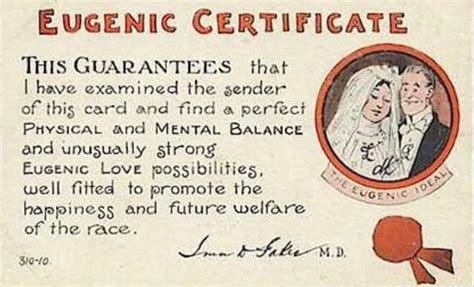 EUGENIC CERTIFICATE
THIS GUARANTEES that
I have examined the sender
of this card and find a perfect
PHYSICAL and MENTAL BALANCE
and unusually strong
EUGENIC LOVE possibilities,
well fitted to promote the
happiness and future welfare
of the race.
THE EUGENIC IDEAL
M.D.
310-10.